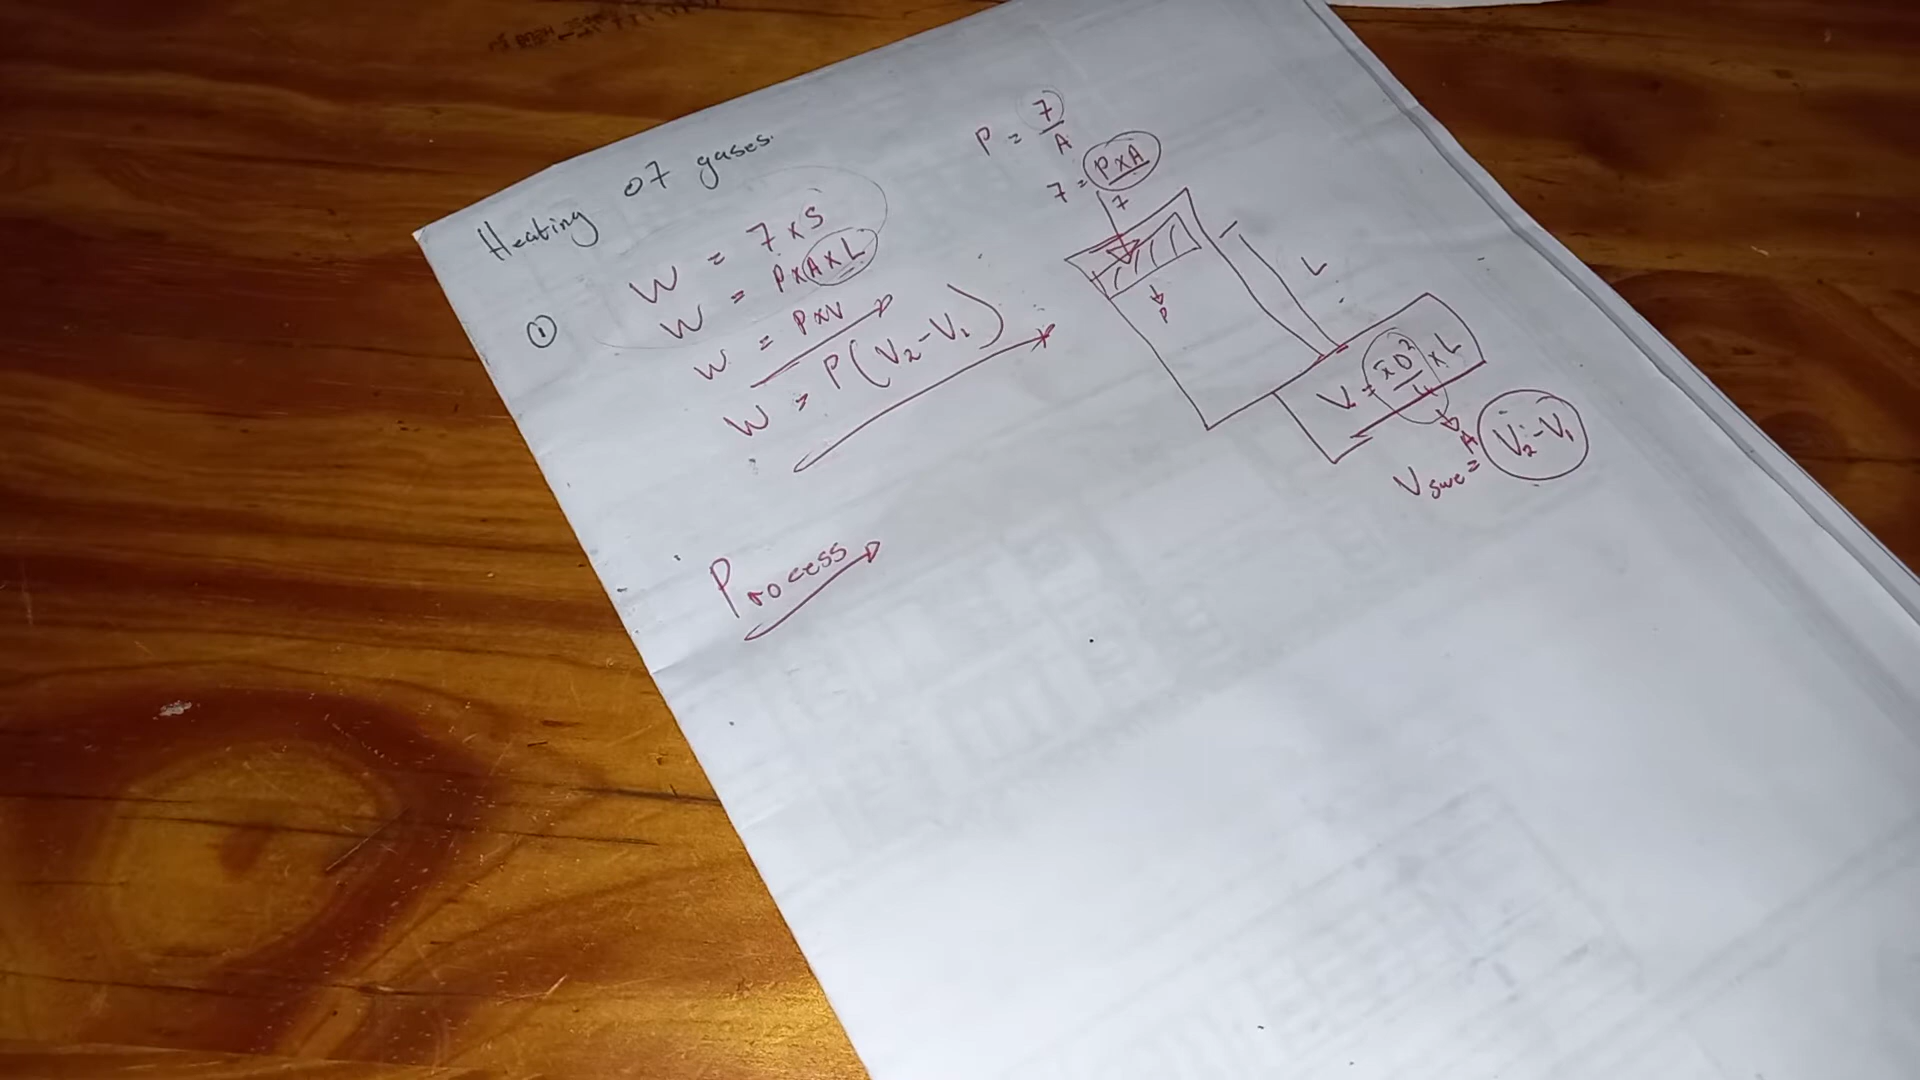 Heating of gases.
①
W = F x S
W = P x A x L
W = P x V
W = P(V₂ - V₁)
P = F/A
F = P x A
F
P
L
V = πD²/4 x L
A
Vswe = V₂ - V₁
Process